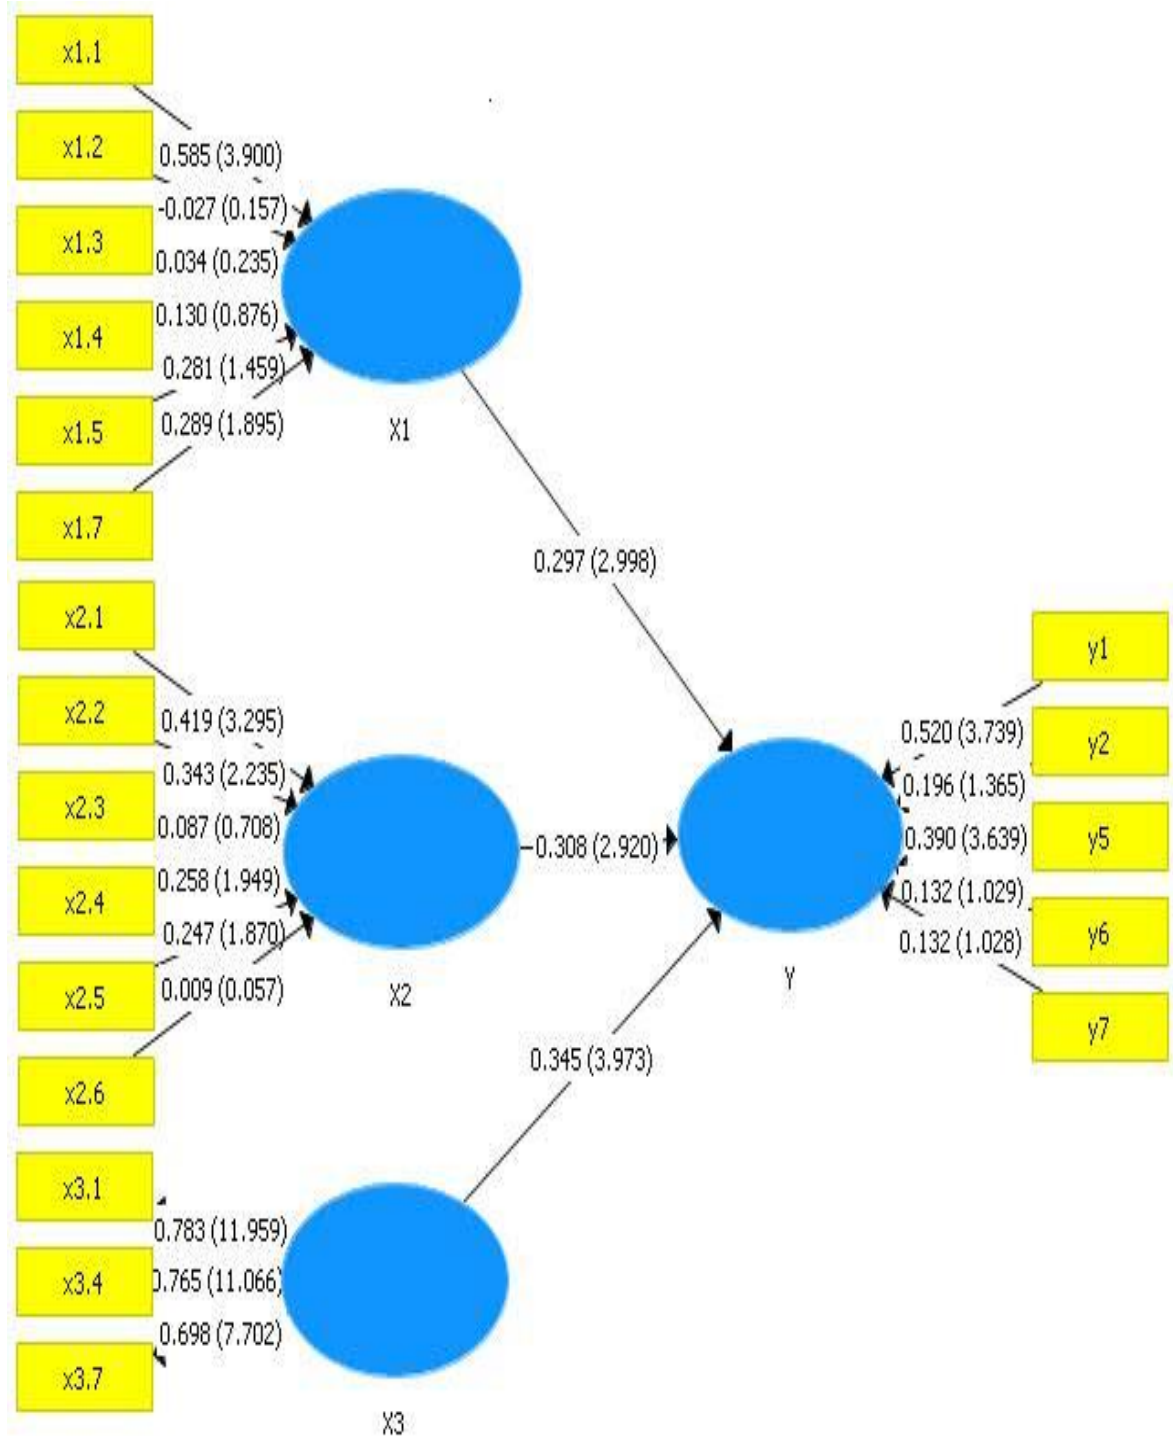 x1.1
x1.2
x1.3
x1.4
x1.5
x1.7
0.585 (3.900)
-0.027 (0.157)
0.034 (0.235)
0.130 (0.876)
0.281 (1.459)
0.289 (1.895)
X1
0.297 (2.998)
x2.1
x2.2
x2.3
x2.4
x2.5
x2.6
0.419 (3.295)
0.343 (2.235)
0.087 (0.708)
0.258 (1.949)
0.247 (1.870)
0.009 (0.057)
X2
-0.308 (2.920)
Y
y1
y2
y5
y6
y7
0.520 (3.739)
0.196 (1.365)
0.390 (3.639)
0.132 (1.029)
0.132 (1.028)
0.345 (3.973)
x3.1
x3.4
x3.7
0.783 (11.959)
0.765 (11.066)
0.698 (7.702)
X3